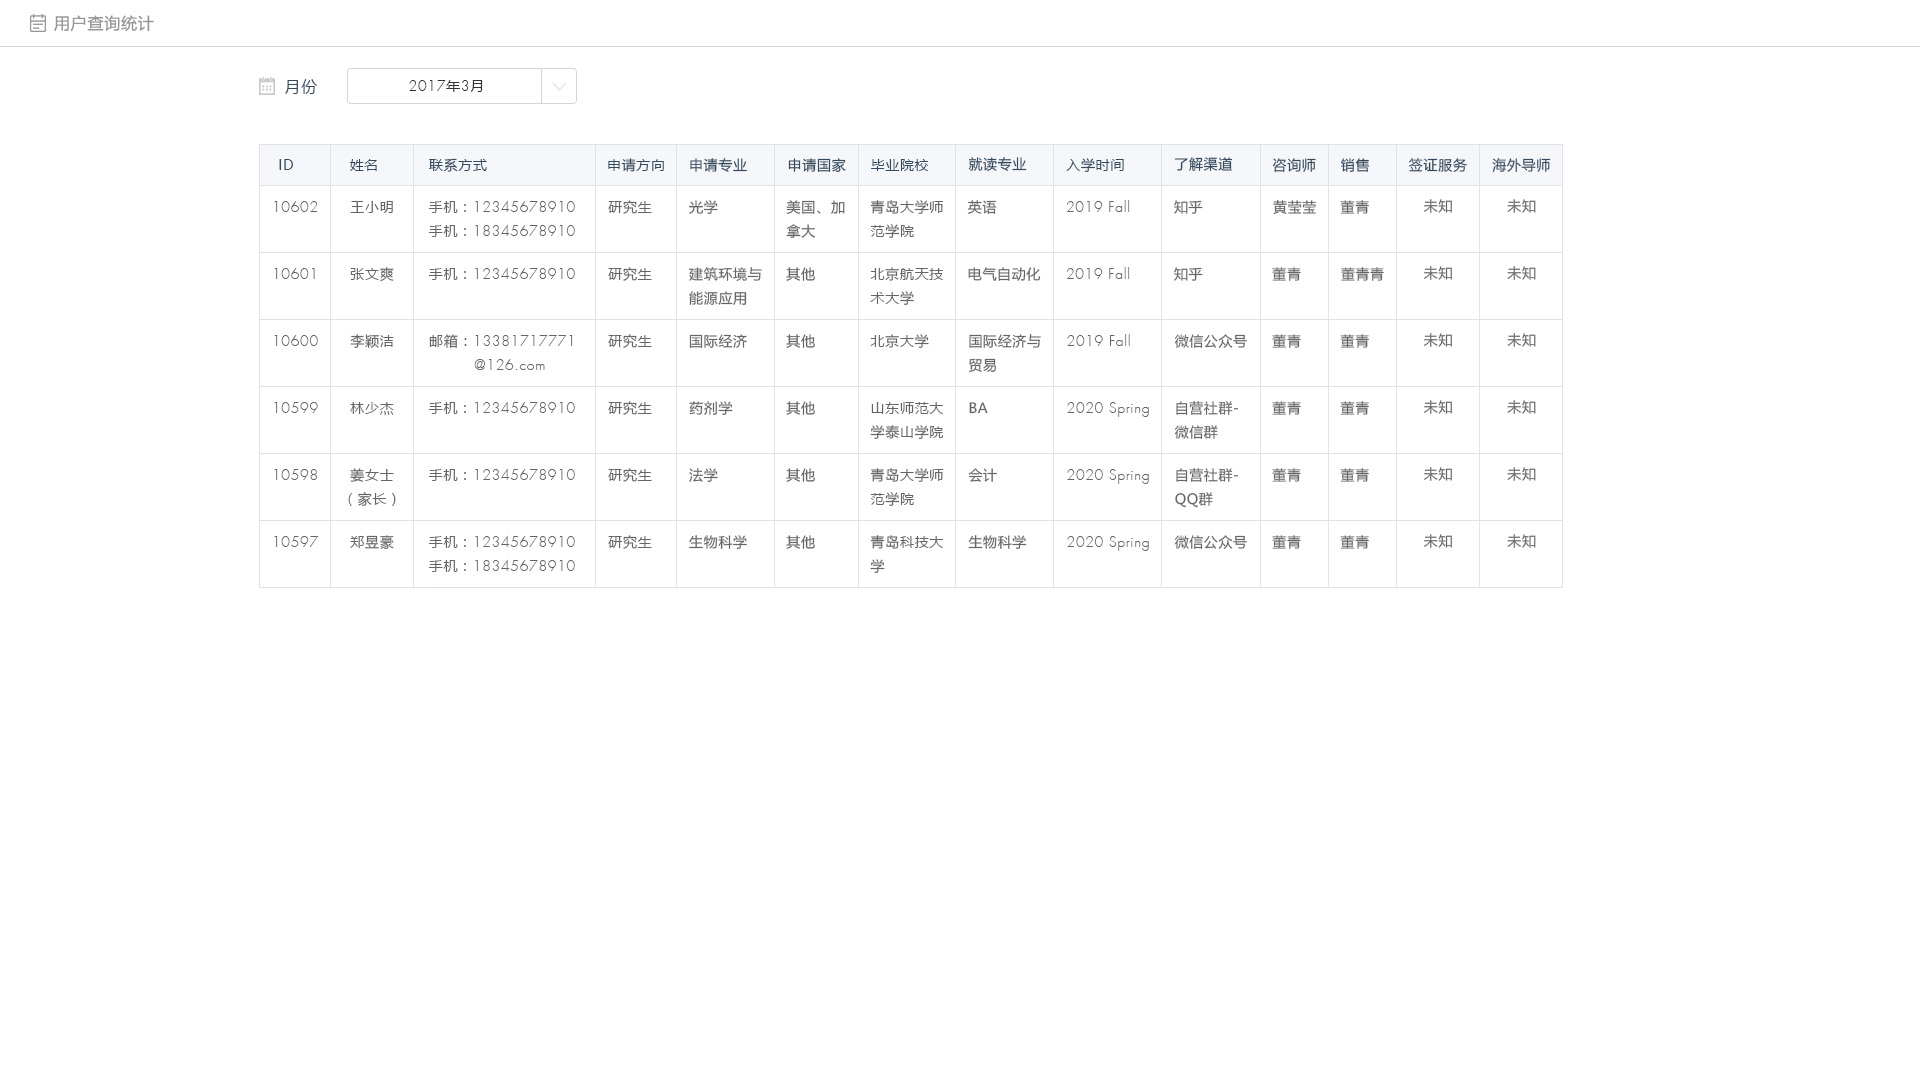 用户查询统计
月份 2017年3月
ID 姓名 联系方式 申请方向 申请专业 申请国家 毕业院校 就读专业 入学时间 了解渠道 咨询师 销售 签证服务 海外导师
10602 王小明 手机：12345678910 研究生 光学 美国、加 青岛大学师 英语 2019 Fall 知乎 黄莹莹 董青 未知 未知
手机：18345678910 拿大 范学院
10601 张文爽 手机：12345678910 研究生 建筑环境与 其他 北京航天技 电气自动化 2019 Fall 知乎 董青 董青青 未知 未知
能源应用 术大学
10600 李颖洁 邮箱：13381717771 研究生 国际经济 其他 北京大学 国际经济与 2019 Fall 微信公众号 董青 董青 未知 未知
@126.com 贸易
10599 林少杰 手机：12345678910 研究生 药剂学 其他 山东师范大 BA 2020 Spring 自营社群- 董青 董青 未知 未知
学泰山学院 微信群
10598 姜女士 手机：12345678910 研究生 法学 其他 青岛大学师 会计 2020 Spring 自营社群- 董青 董青 未知 未知
（家长） 范学院 QQ群
10597 郑昱豪 手机：12345678910 研究生 生物科学 其他 青岛科技大 生物科学 2020 Spring 微信公众号 董青 董青 未知 未知
手机：18345678910 学